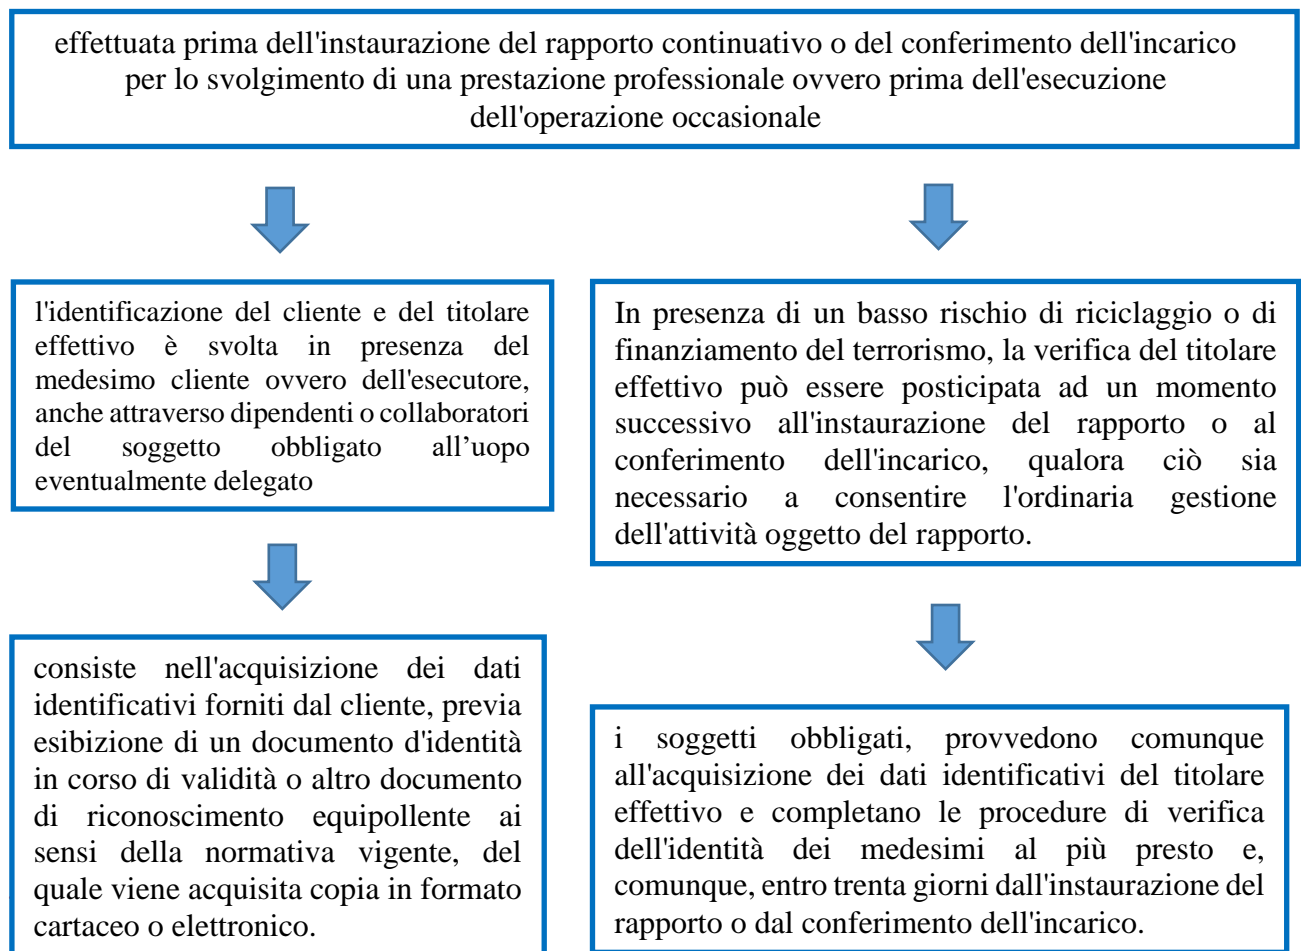 effettuata prima dell'instaurazione del rapporto continuativo o del conferimento dell'incarico
per lo svolgimento di una prestazione professionale ovvero prima dell'esecuzione
dell'operazione occasionale
l'identificazione del cliente e del titolare
effettivo è svolta in presenza del
medesimo cliente ovvero dell'esecutore,
anche attraverso dipendenti o collaboratori
del soggetto obbligato all’uopo
eventualmente delegato
In presenza di un basso rischio di riciclaggio o di
finanziamento del terrorismo, la verifica del titolare
effettivo può essere posticipata ad un momento
successivo all'instaurazione del rapporto o al
conferimento dell'incarico, qualora ciò sia
necessario a consentire l'ordinaria gestione
dell'attività oggetto del rapporto.
consiste nell'acquisizione dei dati
identificativi forniti dal cliente, previa
esibizione di un documento d'identità
in corso di validità o altro documento
di riconoscimento equipollente ai
sensi della normativa vigente, del
quale viene acquisita copia in formato
cartaceo o elettronico.
i soggetti obbligati, provvedono comunque
all'acquisizione dei dati identificativi del titolare
effettivo e completano le procedure di verifica
dell'identità dei medesimi al più presto e,
comunque, entro trenta giorni dall'instaurazione del
rapporto o dal conferimento dell'incarico.